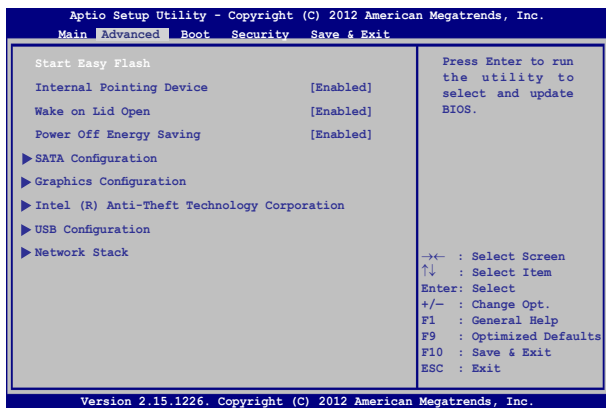 Aptio Setup Utility - Copyright (C) 2012 American Megatrends, Inc.
Main Advanced Boot Security Save & Exit
Start Easy Flash
Internal Pointing Device [Enabled]
Wake on Lid Open [Enabled]
Power Off Energy Saving [Enabled]
SATA Configuration
Graphics Configuration
Intel (R) Anti-Theft Technology Corporation
USB Configuration
Network Stack
Press Enter to run
the utility to
select and update
BIOS.
→← : Select Screen
↑↓ : Select Item
Enter: Select
+/— : Change Opt.
F1 : General Help
F9 : Optimized Defaults
F10 : Save & Exit
ESC : Exit
Version 2.15.1226. Copyright (C) 2012 American Megatrends, Inc.